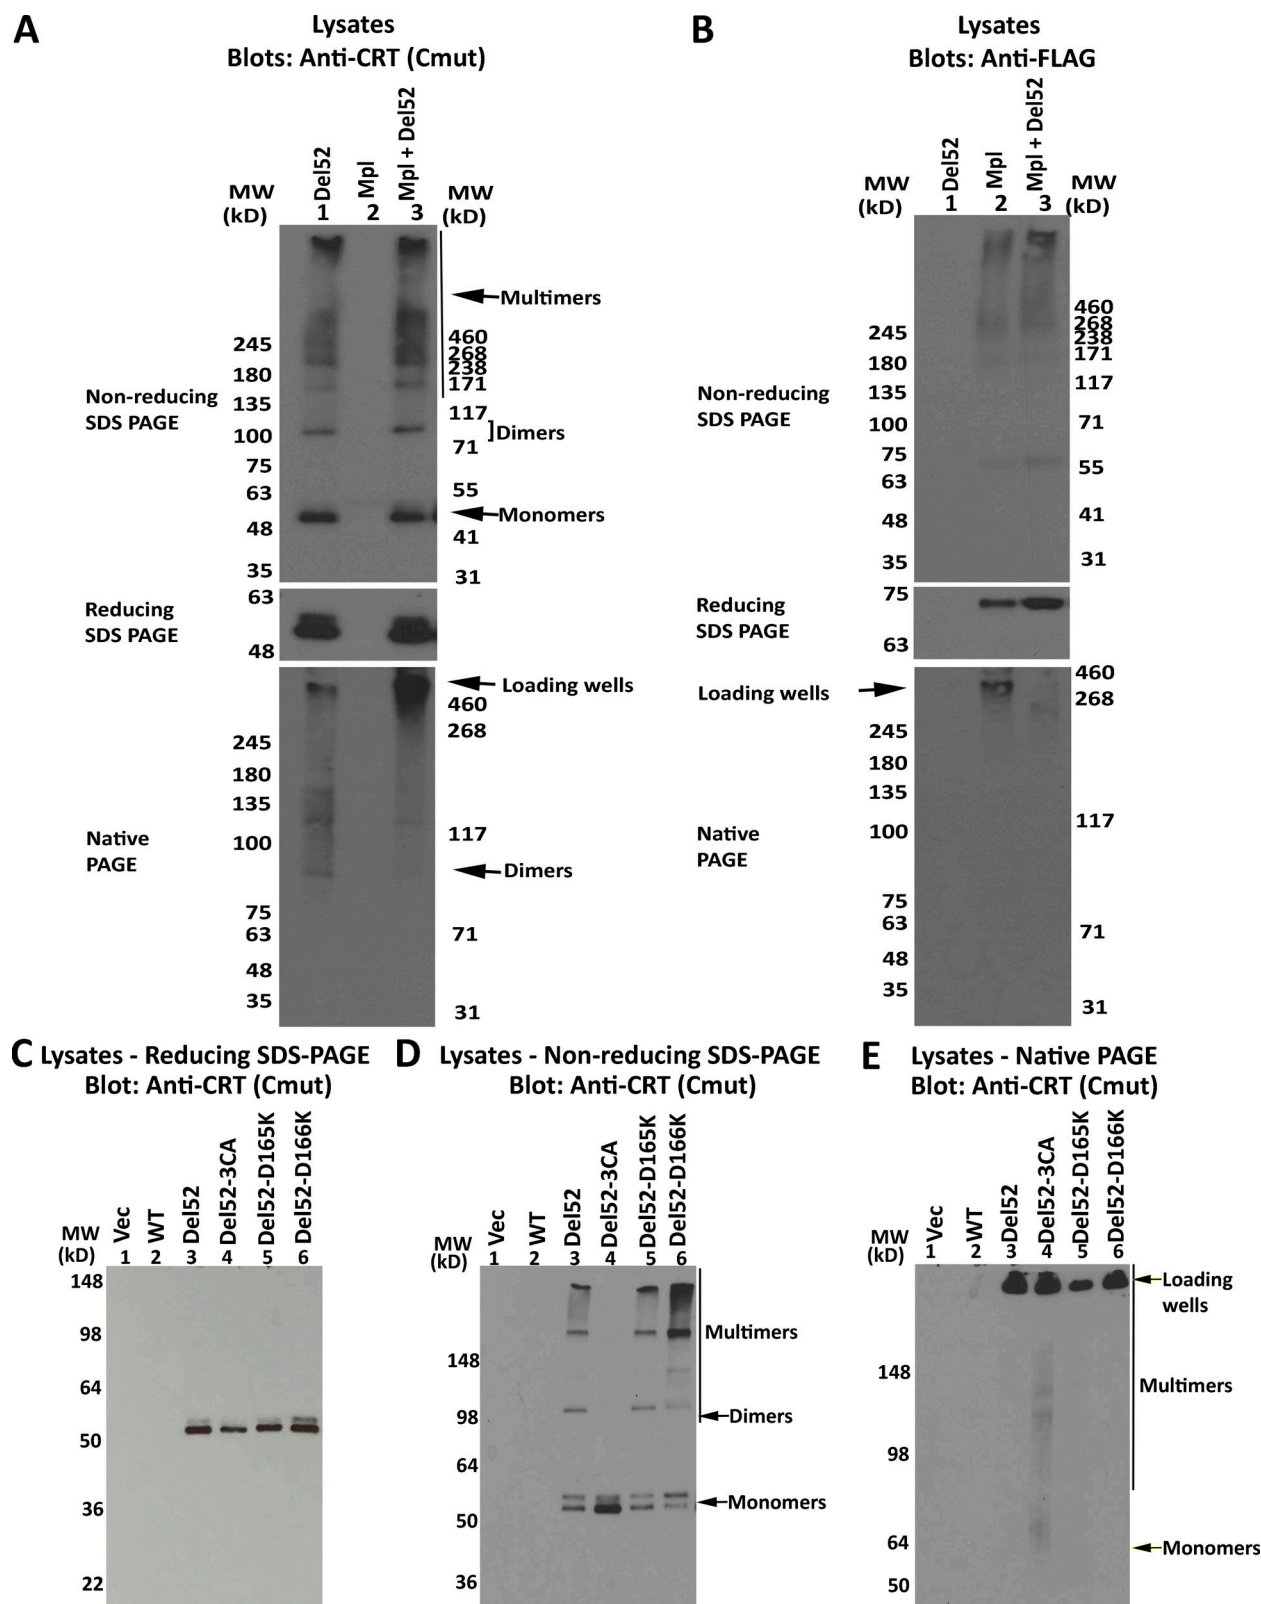 A
Lysates
Blots: Anti-CRT (Cmut)
Del52
Mpl
Mpl + Del52
MW
(kD)
1
2
3
MW
(kD)
Non-reducing
SDS PAGE
245
180
135
100
75
63
48
35
460
268
238
171
117
71
55
41
31
Multimers
Dimers
Monomers
Reducing
SDS PAGE
63
48
Native
PAGE
245
180
135
100
75
63
48
35
Loading wells
460
268
117
Dimers
71
31
B
Lysates
Blots: Anti-FLAG
Del52
Mpl
Mpl + Del52
MW
(kD)
1
2
3
MW
(kD)
Non-reducing
SDS PAGE
245
180
135
100
75
63
48
35
460
268
238
171
117
71
55
41
31
Reducing
SDS PAGE
75
63
Loading wells
Native
PAGE
245
180
135
100
75
63
48
35
460
268
117
71
31
C
Lysates - Reducing SDS-PAGE
Blot: Anti-CRT (Cmut)
Vec
WT
Del52
Del52-3CA
Del52-D165K
Del52-D166K
MW
(kD)
1
2
3
4
5
6
148
98
64
50
36
22
D
Lysates - Non-reducing SDS-PAGE
Blot: Anti-CRT (Cmut)
Vec
WT
Del52
Del52-3CA
Del52-D165K
Del52-D166K
MW
(kD)
1
2
3
4
5
6
148
98
64
50
36
Multimers
Dimers
Monomers
E
Lysates - Native PAGE
Blot: Anti-CRT (Cmut)
Vec
WT
Del52
Del52-3CA
Del52-D165K
Del52-D166K
MW
(kD)
1
2
3
4
5
6
148
98
64
50
Loading
wells
Multimers
Monomers